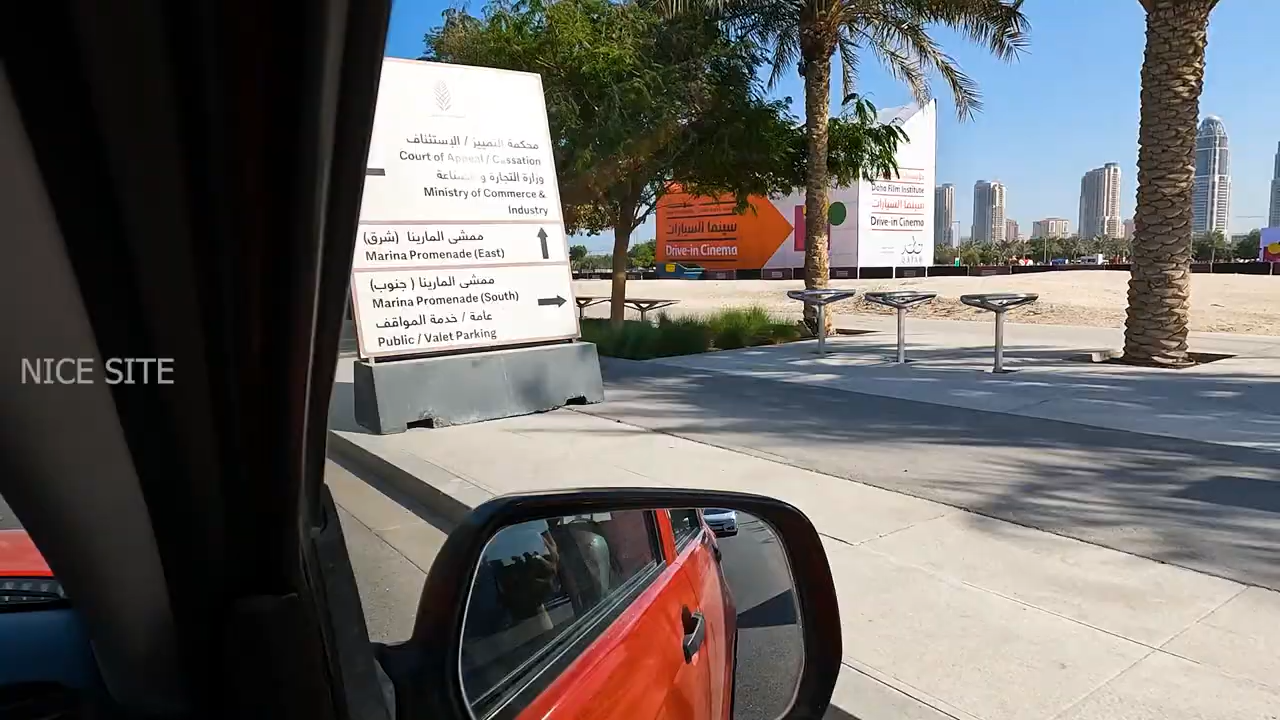 محكمة التمييز / الإستئناف
Court of Appeal / Cassation
وزارة التجارة و الصناعة
Ministry of Commerce &
Industry
ممشى المارينا (شرق)
Marina Promenade (East)
ممشى المارينا ( جنوب)
Marina Promenade (South)
عامة / خدمة المواقف
Public / Valet Parking
سينما السيارات
Drive-in Cinema
Doha Film Institute
سينما السيارات
Drive-in Cinema
QATAR
NICE SITE